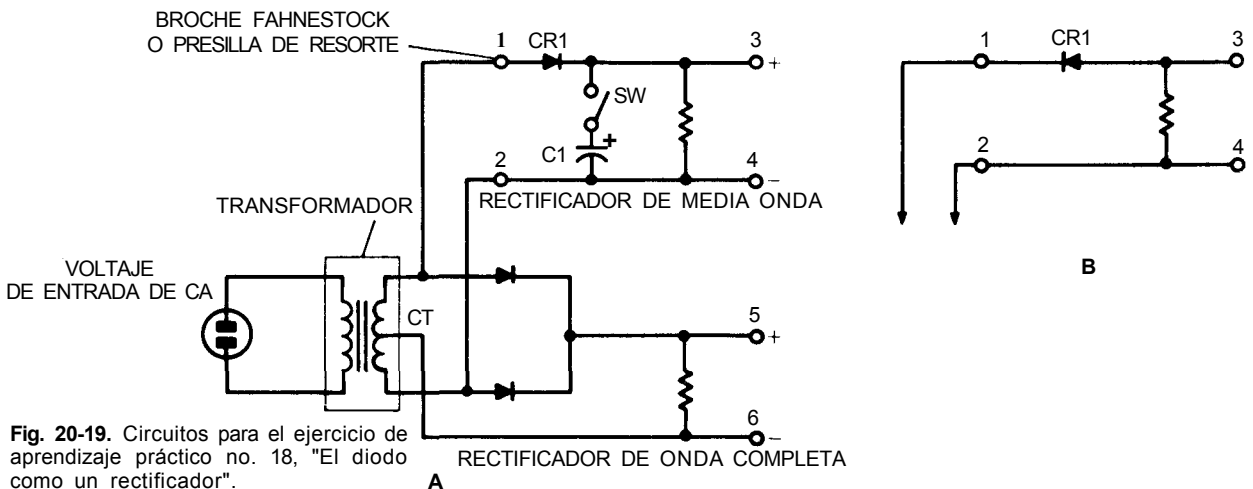 BROCHE FAHNESTOCK
O PRESILLA DE RESORTE
1
CR1
3
+
SW
+
C1
2
4
-
RECTIFICADOR DE MEDIA ONDA
TRANSFORMADOR
VOLTAJE
DE ENTRADA DE CA
CT
5
+
6
-
RECTIFICADOR DE ONDA COMPLETA
A
1
CR1
3
2
4
B
Fig. 20-19. Circuitos para el ejercicio de
aprendizaje práctico no. 18, "El diodo
como un rectificador".